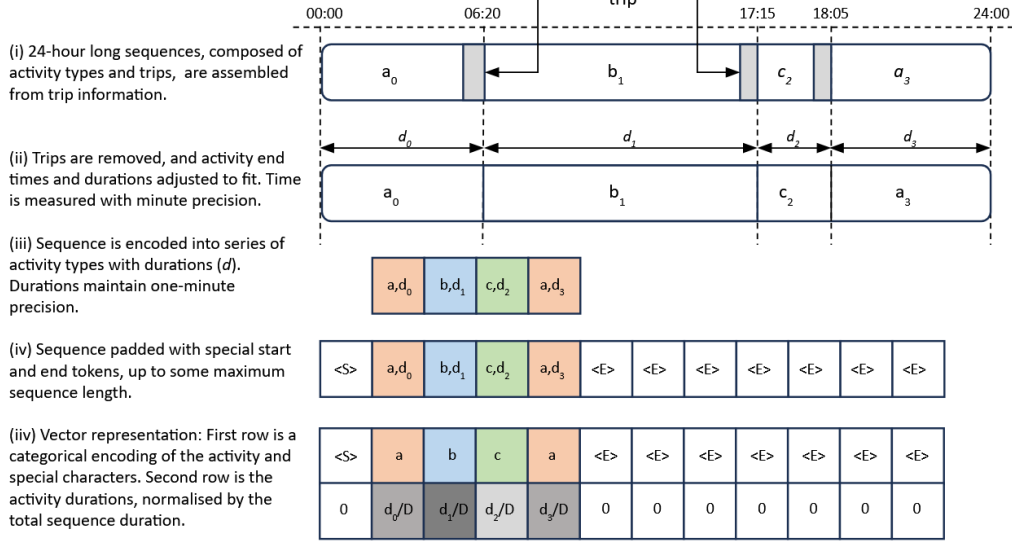 trip
00:00 06:20 17:15 18:05 24:00
(i) 24-hour long sequences, composed of
activity types and trips, are assembled
from trip information.
a0 b1 c2 a3
d0 d1 d2 d3
(ii) Trips are removed, and activity end
times and durations adjusted to fit. Time
is measured with minute precision.
a0 b1 c2 a3
(iii) Sequence is encoded into series of
activity types with durations (d).
Durations maintain one-minute
precision.
a,d0 b,d1 c,d2 a,d3
(iv) Sequence padded with special start
and end tokens, up to some maximum
sequence length.
<S> a,d0 b,d1 c,d2 a,d3 <E> <E> <E> <E> <E> <E> <E>
(iiv) Vector representation: First row is a
categorical encoding of the activity and
special characters. Second row is the
activity durations, normalised by the
total sequence duration.
<S> a b c a <E> <E> <E> <E> <E> <E> <E>
0 d0/D d1/D d2/D d3/D 0 0 0 0 0 0 0